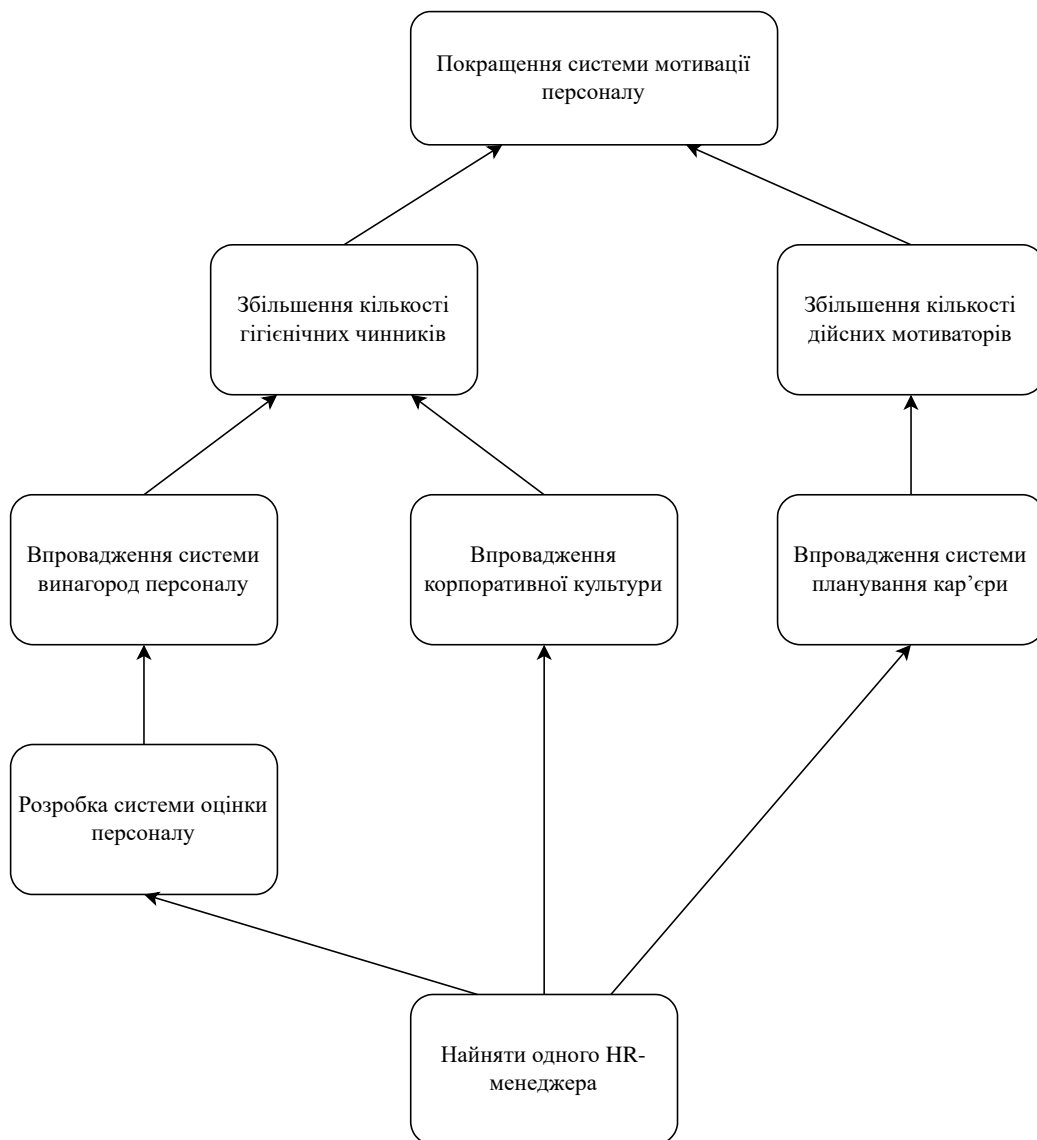 Покращення системи мотивації
персоналу
Збільшення кількості
гігієнічних чинників
Збільшення кількості
дійсних мотиваторів
Впровадження системи
винагород персоналу
Впровадження
корпоративної культури
Впровадження системи
планування кар’єри
Розробка системи оцінки
персоналу
Найняти одного HR-
менеджера